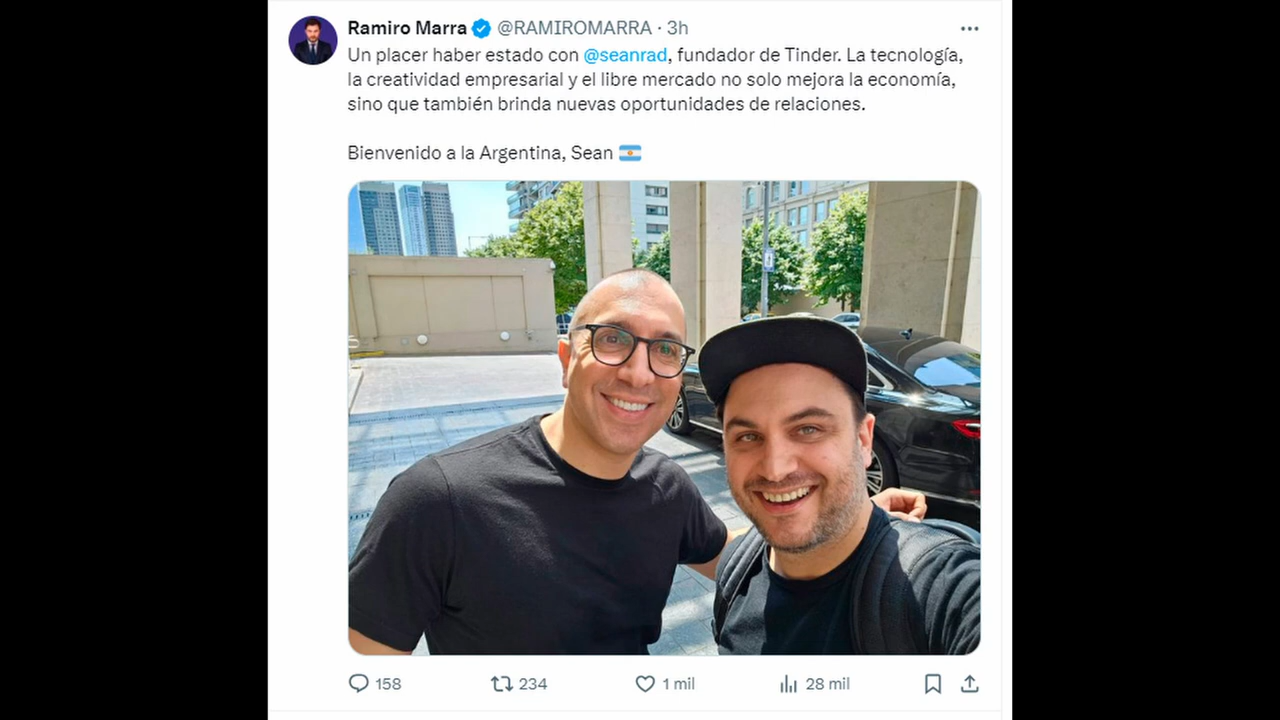 Ramiro Marra @RAMIROMARRA · 3h
Un placer haber estado con @seanrad, fundador de Tinder. La tecnología,
la creatividad empresarial y el libre mercado no solo mejora la economía,
sino que también brinda nuevas oportunidades de relaciones.
Bienvenido a la Argentina, Sean
158 234 1 mil 28 mil